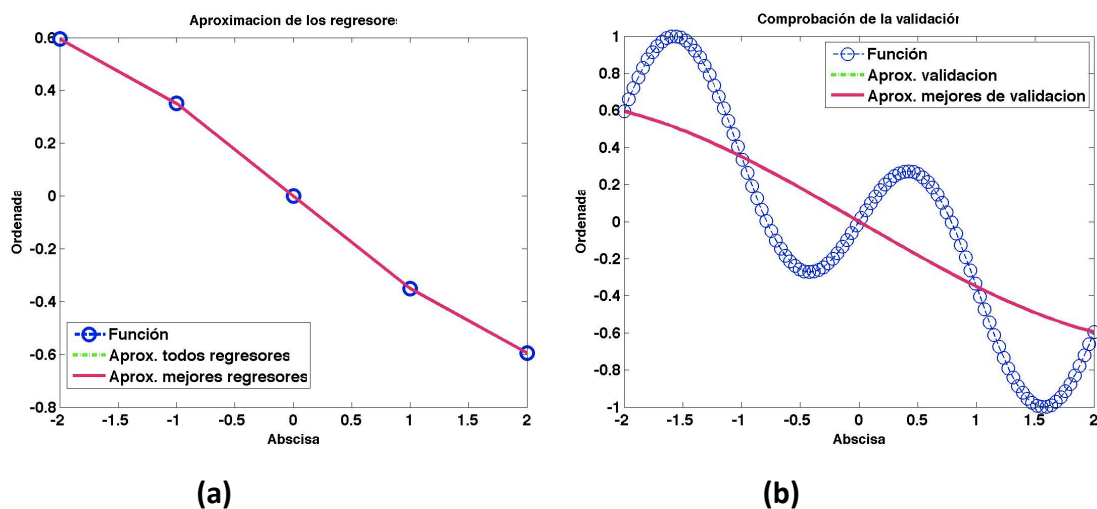 Aproximacion de los regresores
0.6
0.4
0.2
0
-0.2
-0.4
-0.6
-0.8
Ordenada
Función
Aprox. todos regresores
Aprox. mejores regresores
-2
-1.5
-1
-0.5
0
0.5
1
1.5
2
Abscisa
(a)
Comprobación de la validación
1
0.8
0.6
0.4
0.2
0
-0.2
-0.4
-0.6
-0.8
-1
Ordenada
Función
Aprox. validacion
Aprox. mejores de validacion
-2
-1.5
-1
-0.5
0
0.5
1
1.5
2
Abscisa
(b)